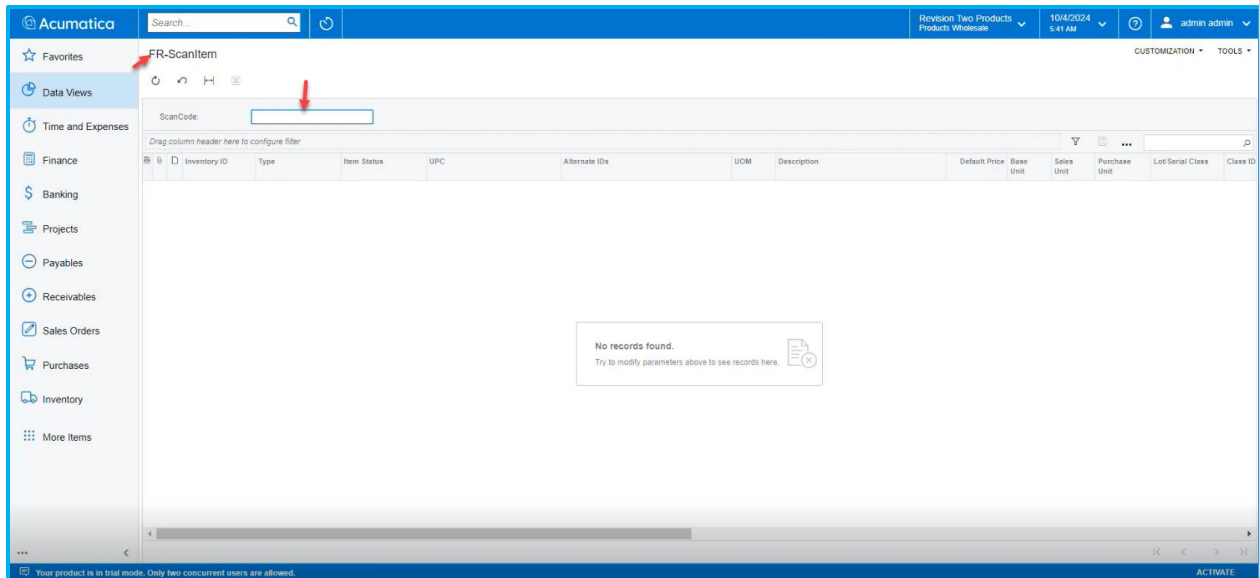 Acumatica
Search...
Revision Two Products
Products Wholesale
10/4/2024
5:41 AM
admin admin
Favorites
Data Views
Time and Expenses
Finance
Banking
Projects
Payables
Receivables
Sales Orders
Purchases
Inventory
More Items
FR-ScanItem
CUSTOMIZATION
TOOLS
ScanCode:
Drag column header here to configure filter
Inventory ID
Type
Item Status
UPC
Alternate IDs
UOM
Description
Default Price
Base Unit
Sales Unit
Purchase Unit
Lot/Serial Class
Class ID
No records found.
Try to modify parameters above to see records here.
Your product is in trial mode. Only two concurrent users are allowed.
ACTIVATE